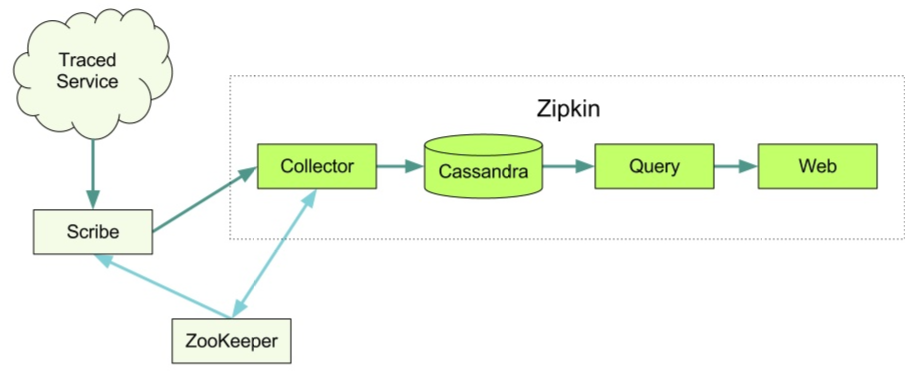 Traced
Service
Zipkin
Collector
Cassandra
Query
Web
Scribe
ZooKeeper